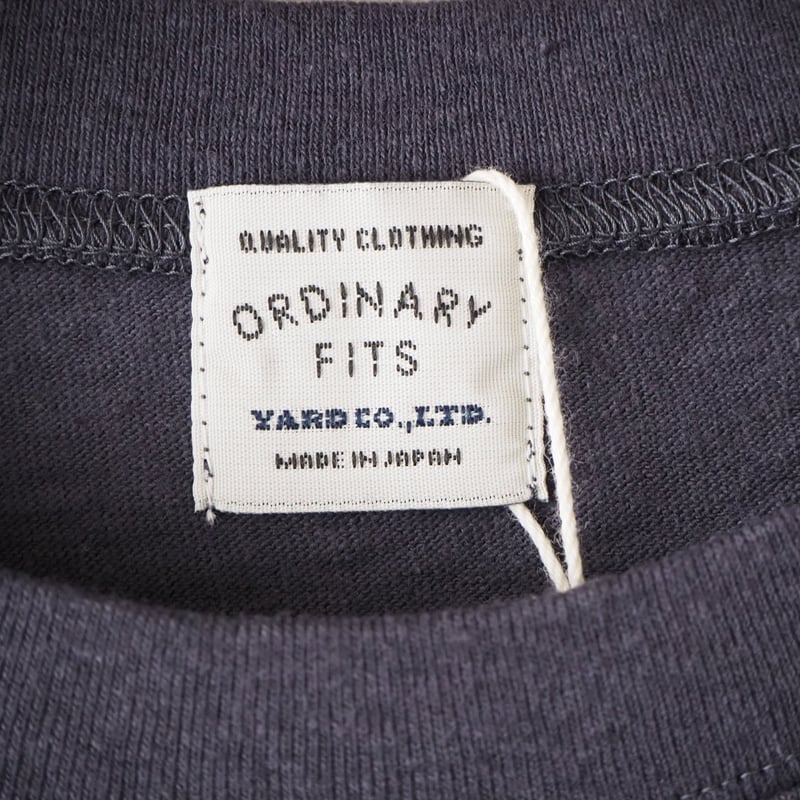 QUALITY CLOTHING
ORDINARY
FITS
YARD CO.,LTD.
MADE IN JAPAN